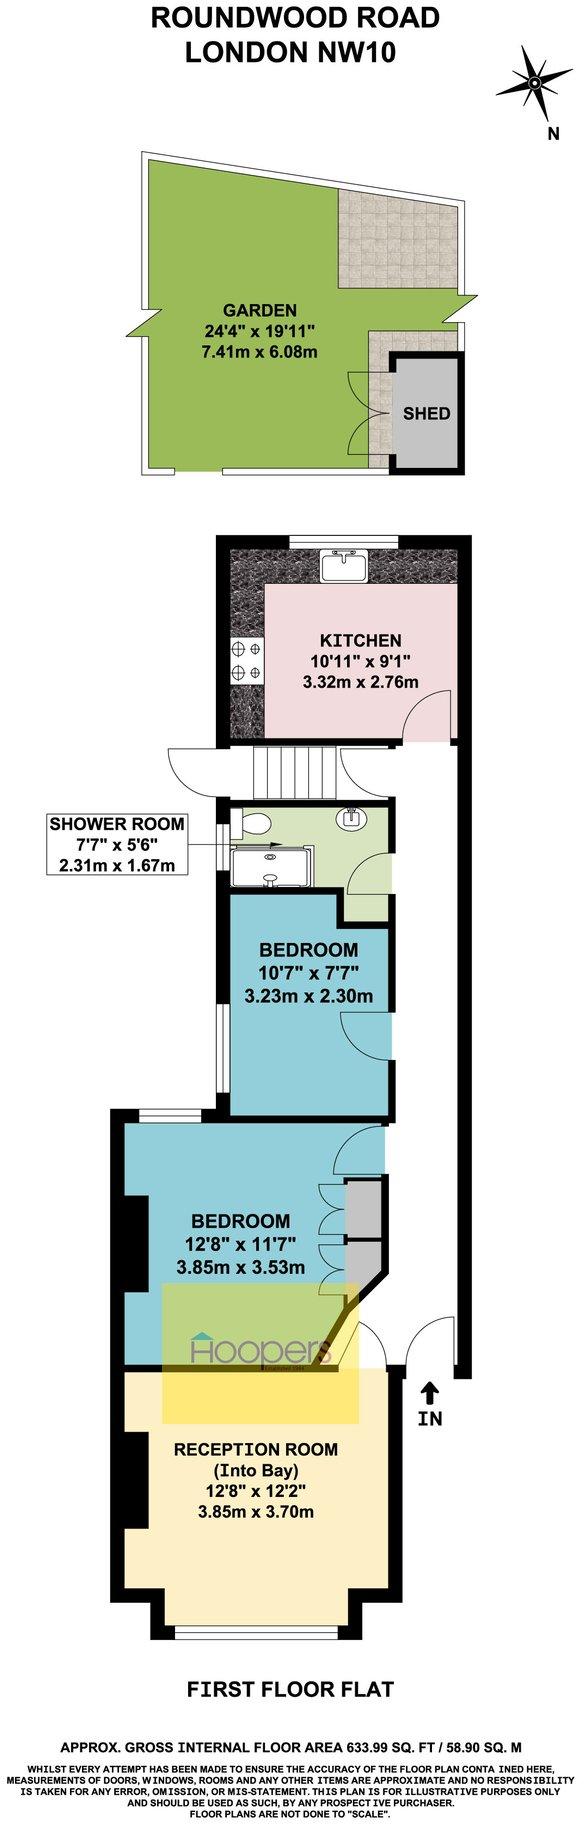 ROUNDWOOD ROAD
LONDON NW10
N
GARDEN
24'4" x 19'11"
7.41m x 6.08m
SHED
KITCHEN
10'11" x 9'1"
3.32m x 2.76m
SHOWER ROOM
7'7" x 5'6"
2.31m x 1.67m
BEDROOM
10'7" x 7'7"
3.23m x 2.30m
BEDROOM
12'8" x 11'7"
3.85m x 3.53m
Hoopers
Established 1944
IN
RECEPTION ROOM
(Into Bay)
12'8" x 12'2"
3.85m x 3.70m
FIRST FLOOR FLAT
APPROX. GROSS INTERNAL FLOOR AREA 633.99 SQ. FT / 58.90 SQ. M
WHILST EVERY ATTEMPT HAS BEEN MADE TO ENSURE THE ACCURACY OF THE FLOOR PLAN CONTA INED HERE,
MEASUREMENTS OF DOORS, WINDOWS, ROOMS AND ANY OTHER ITEMS ARE APPROXIMATE AND NO RESPONSIBILITY
IS TAKEN FOR ANY ERROR, OMISSION, OR MIS-STATEMENT. THIS PLAN IS FOR ILLUSTRATIVE PURPOSES ONLY
AND SHOULD BE USED AS SUCH, BY ANY PROSPECTIVE PURCHASER.
FLOOR PLANS ARE NOT DONE TO "SCALE".